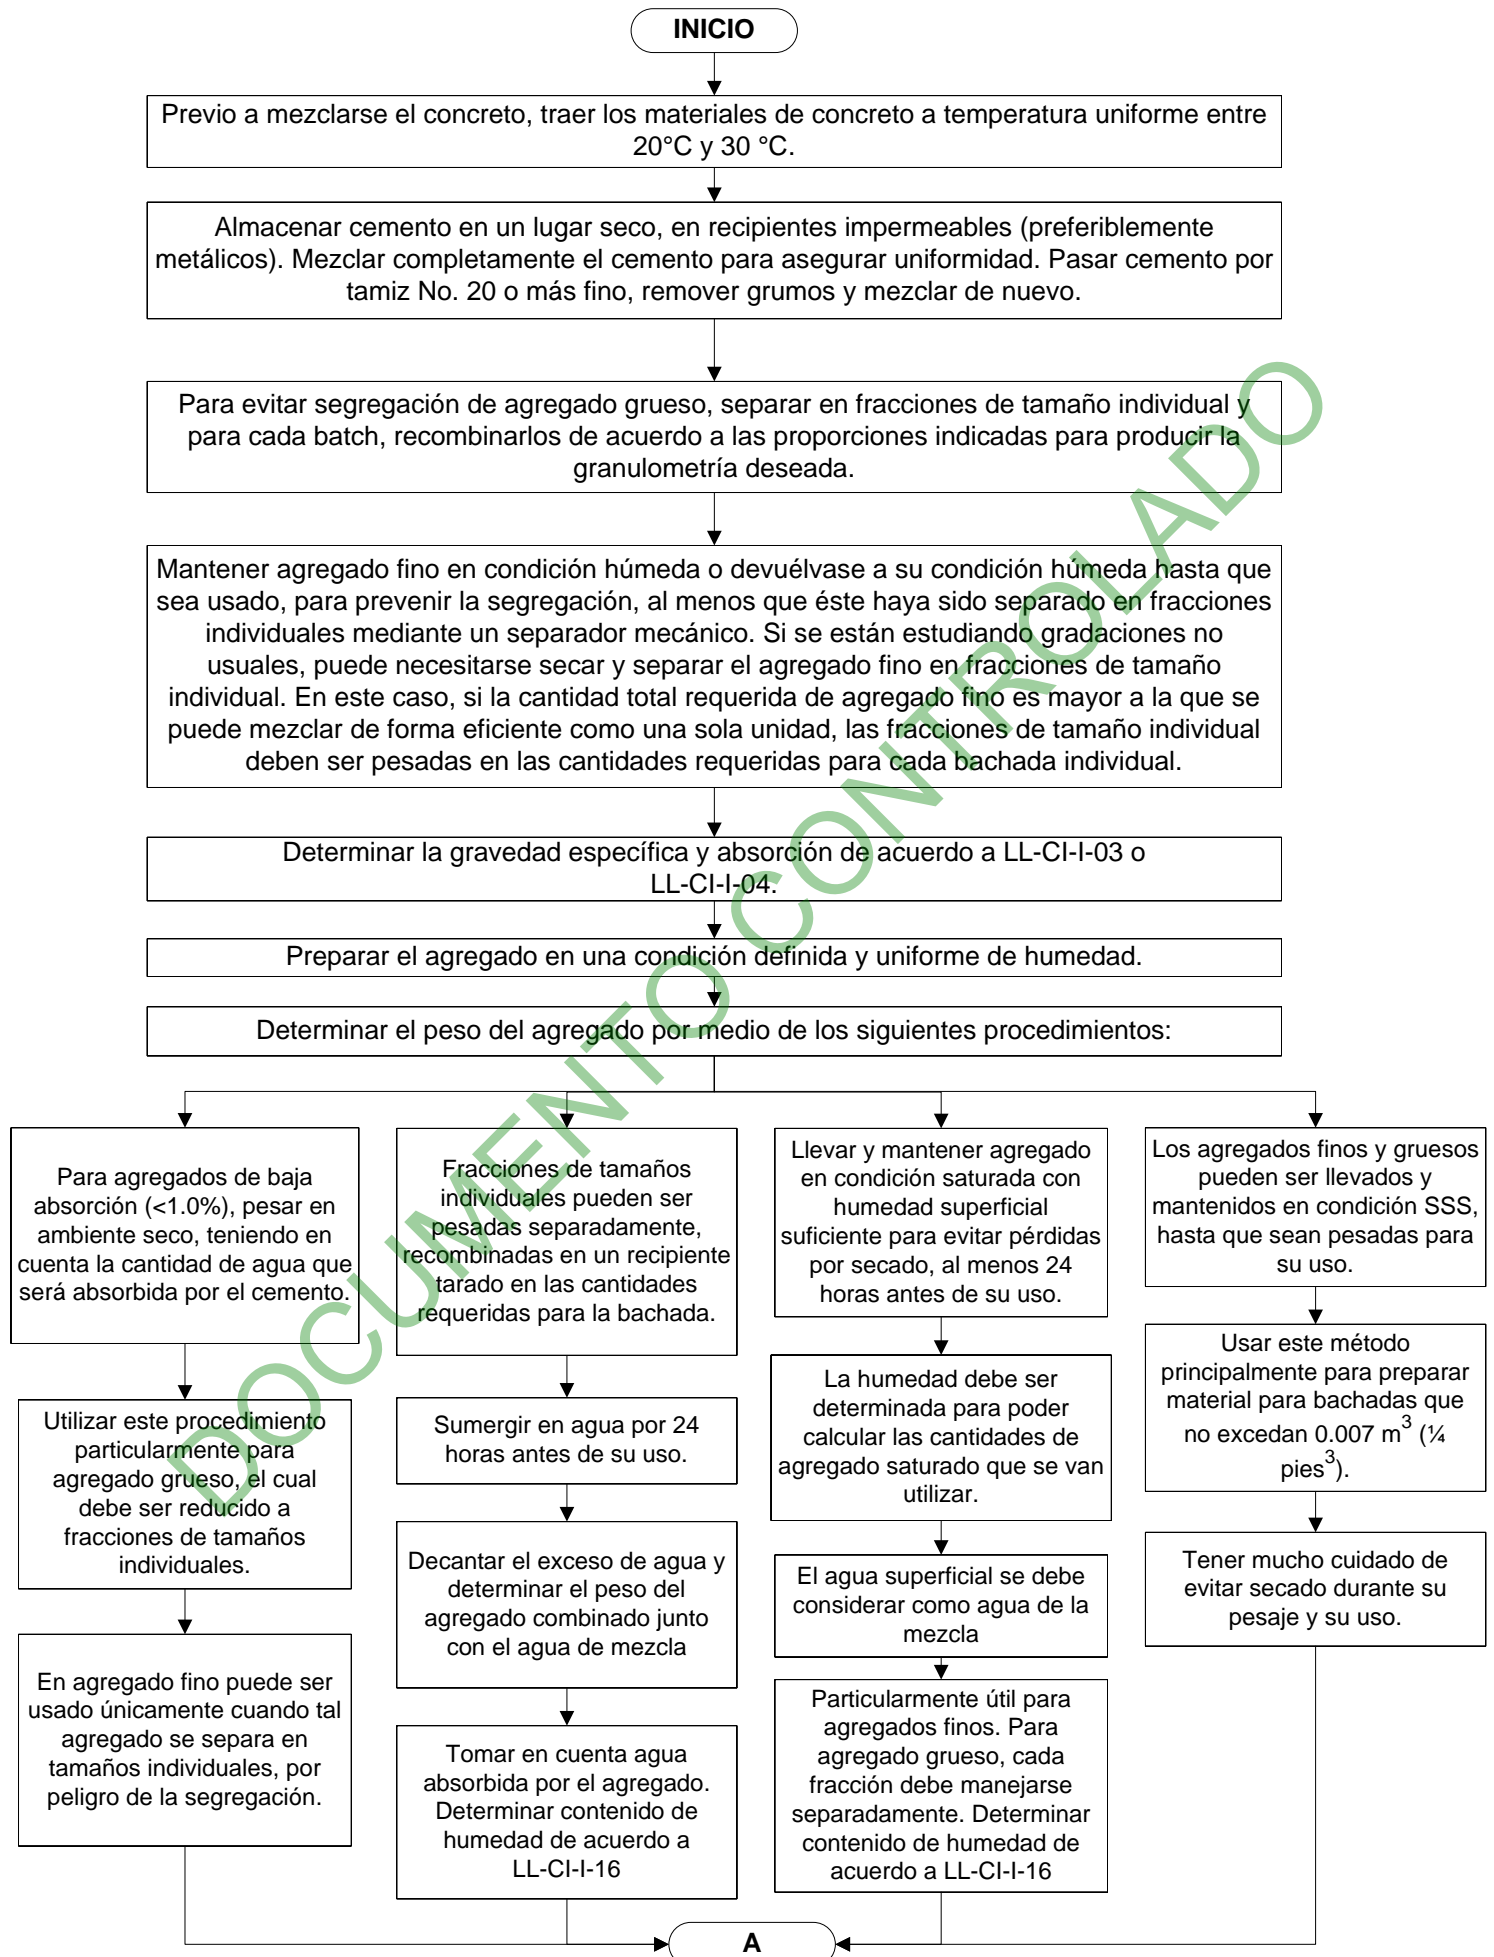 INICIO
Previo a mezclarse el concreto, traer los materiales de concreto a temperatura uniforme entre
20°C y 30 °C.
Almacenar cemento en un lugar seco, en recipientes impermeables (preferiblemente
metálicos). Mezclar completamente el cemento para asegurar uniformidad. Pasar cemento por
tamiz No. 20 o más fino, remover grumos y mezclar de nuevo.
Para evitar segregación de agregado grueso, separar en fracciones de tamaño individual y
para cada batch, recombinarlos de acuerdo a las proporciones indicadas para producir la
granulometría deseada.
Mantener agregado fino en condición húmeda o devuélvase a su condición húmeda hasta que
sea usado, para prevenir la segregación, al menos que éste haya sido separado en fracciones
individuales mediante un separador mecánico. Si se están estudiando gradaciones no
usuales, puede necesitarse secar y separar el agregado fino en fracciones de tamaño
individual. En este caso, si la cantidad total requerida de agregado fino es mayor a la que se
puede mezclar de forma eficiente como una sola unidad, las fracciones de tamaño individual
deben ser pesadas en las cantidades requeridas para cada bachada individual.
Determinar la gravedad específica y absorción de acuerdo a LL-CI-I-03 o
LL-CI-I-04.
Preparar el agregado en una condición definida y uniforme de humedad.
Determinar el peso del agregado por medio de los siguientes procedimientos:
Para agregados de baja
absorción (<1.0%), pesar en
ambiente seco, teniendo en
cuenta la cantidad de agua que
será absorbida por el cemento.
Utilizar este procedimiento
particularmente para
agregado grueso, el cual
debe ser reducido a
fracciones de tamaños
individuales.
En agregado fino puede ser
usado únicamente cuando tal
agregado se separa en
tamaños individuales, por
peligro de la segregación.
Fracciones de tamaños
individuales pueden ser
pesadas separadamente,
recombinadas en un recipiente
tarado en las cantidades
requeridas para la bachada.
Sumergir en agua por 24
horas antes de su uso.
Decantar el exceso de agua y
determinar el peso del
agregado combinado junto
con el agua de mezcla
Tomar en cuenta agua
absorbida por el agregado.
Determinar contenido de
humedad de acuerdo a
LL-CI-I-16
Llevar y mantener agregado
en condición saturada con
humedad superficial
suficiente para evitar pérdidas
por secado, al menos 24
horas antes de su uso.
La humedad debe ser
determinada para poder
calcular las cantidades de
agregado saturado que se van
utilizar.
El agua superficial se debe
considerar como agua de la
mezcla
Particularmente útil para
agregados finos. Para
agregado grueso, cada
fracción debe manejarse
separadamente. Determinar
contenido de humedad de
acuerdo a LL-CI-I-16
Los agregados finos y gruesos
pueden ser llevados y
mantenidos en condición SSS,
hasta que sean pesadas para
su uso.
Usar este método
principalmente para preparar
material para bachadas que
no excedan 0.007 m³ (¼
pies³).
Tener mucho cuidado de
evitar secado durante su
pesaje y su uso.
A
DOCUMENTO CONTROLADO